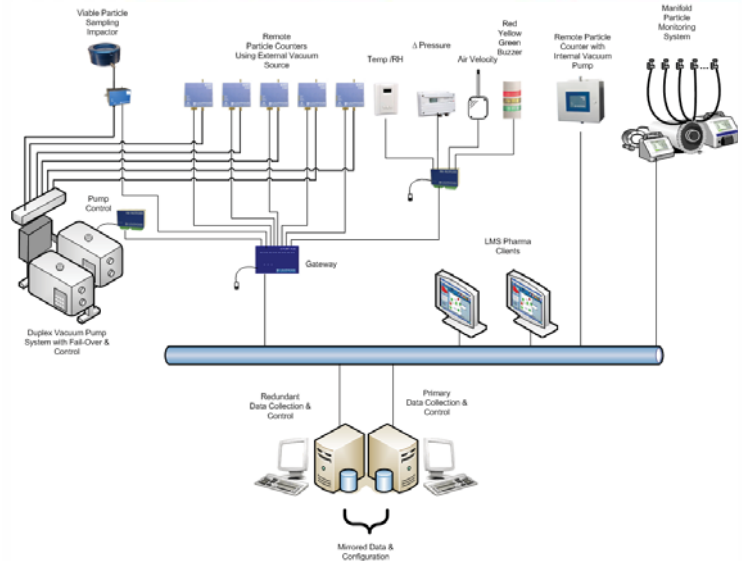 Viable Particle
Sampling
Impector
Remote
Particle Counters
Using External Vacuum
Source
Temp /RH
Δ Pressure
Air Velocity
Red
Yellow
Green
Buzzer
Remote Particle
Counter with
Internal Vacuum
Pump
Manifold
Particle
Monitoring
System
Pump
Control
Gateway
LMS Pharma
Clients
Duplex Vacuum Pump
System with Fail-Over &
Control
Redundant
Data Collection &
Control
Primary
Data Collection &
Control
Mirrored Data &
Configuration